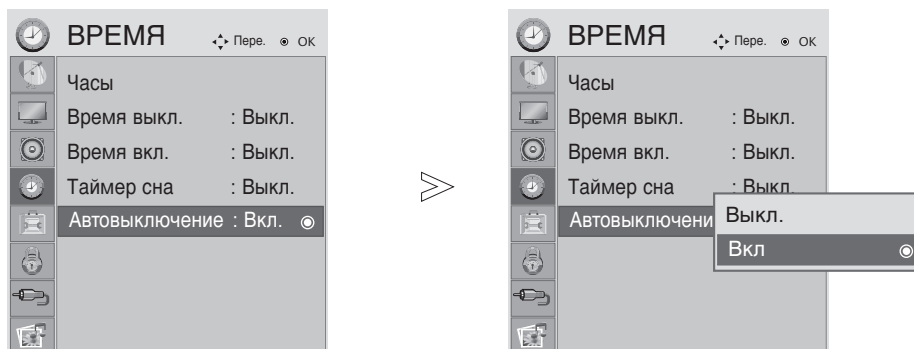 ВРЕМЯ Пере. OK
Часы
Время выкл. : Выкл.
Время вкл. : Выкл.
Таймер сна : Выкл.
Автовыключение : Вкл.
ВРЕМЯ Пере. OK
Часы
Время выкл. : Выкл.
Время вкл. : Выкл.
Таймер сна : Выкл.
Автовыключени
Выкл.
Вкл